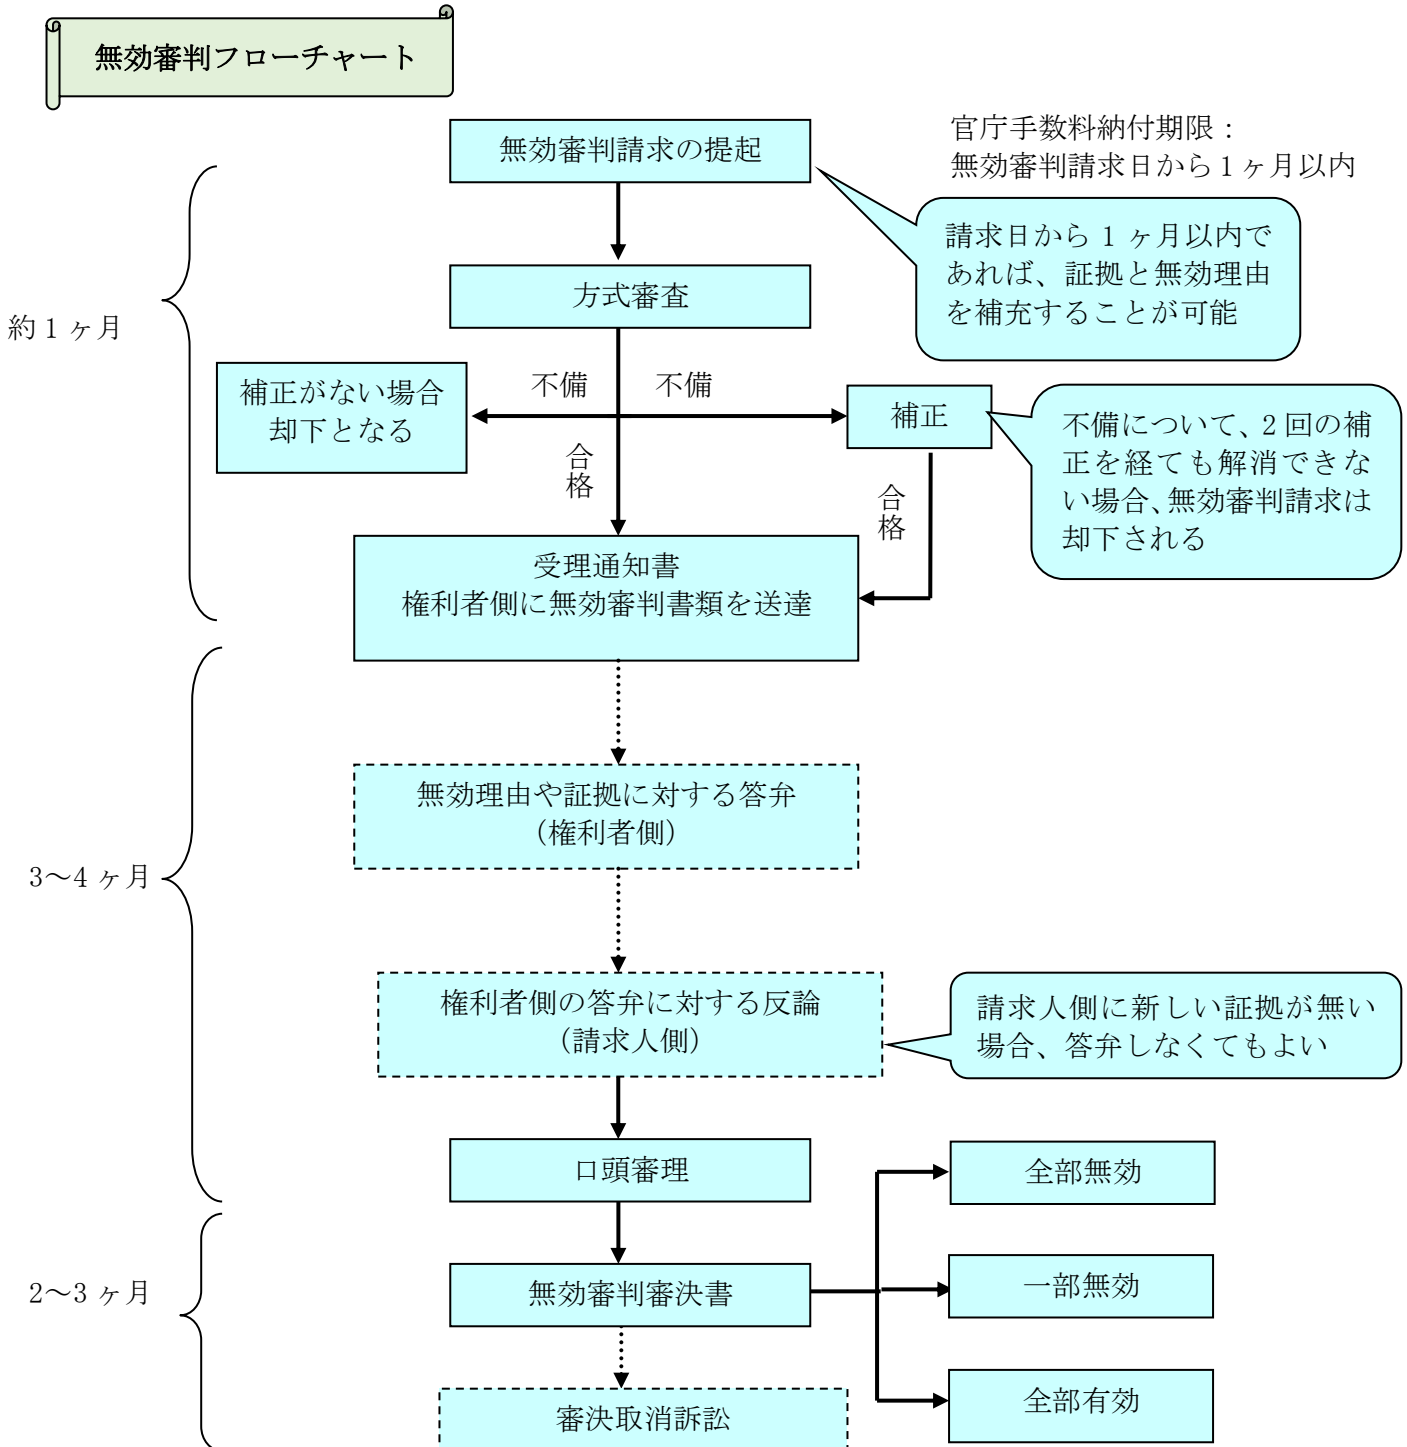 無効審判フローチャート
無効審判請求の提起
官庁手数料納付期限：
無効審判請求日から 1 ヶ月以内
請求日から 1 ヶ月以内で
あれば、証拠と無効理由
を補充することが可能
方式審査
約 1 ヶ月
補正がない場合
却下となる
不備
不備
補正
不備について、2 回の補
正を経ても解消できな
い場合、無効審判請求は
却下される
合格
合格
受理通知書
権利者側に無効審判書類を送達
無効理由や証拠に対する答弁
（権利者側）
3～4 ヶ月
権利者側の答弁に対する反論
（請求人側）
請求人側に新しい証拠が無い
場合、答弁しなくてもよい
口頭審理
全部無効
2～3 ヶ月
無効審判審決書
一部無効
全部有効
審決取消訴訟